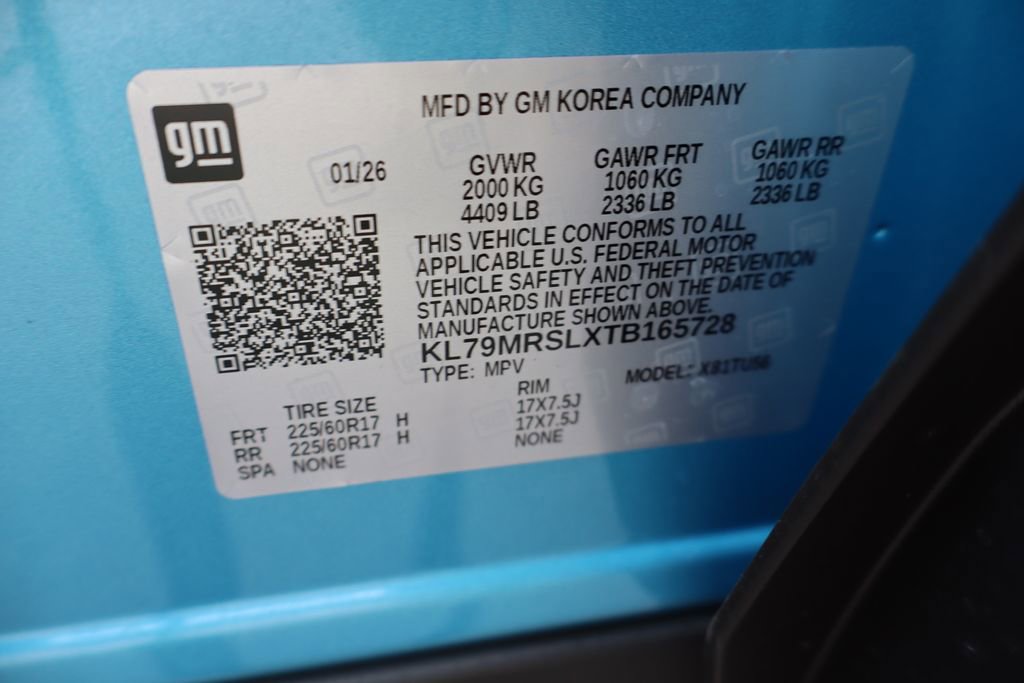 gm
MFD BY GM KOREA COMPANY
01/26
GVWR
2000 KG
4409 LB
GAWR FRT
1060 KG
2336 LB
GAWR RR
1060 KG
2336 LB
THIS VEHICLE CONFORMS TO ALL
APPLICABLE U.S. FEDERAL MOTOR
VEHICLE SAFETY AND THEFT PREVENTION
STANDARDS IN EFFECT ON THE DATE OF
MANUFACTURE SHOWN ABOVE.
KL79MRSLXTB165728
TYPE: MPV
MODEL:
TIRE SIZE RIM
FRT 225/60R17 H 17X7.5J
RR 225/60R17 H 17X7.5J
SPA NONE NONE